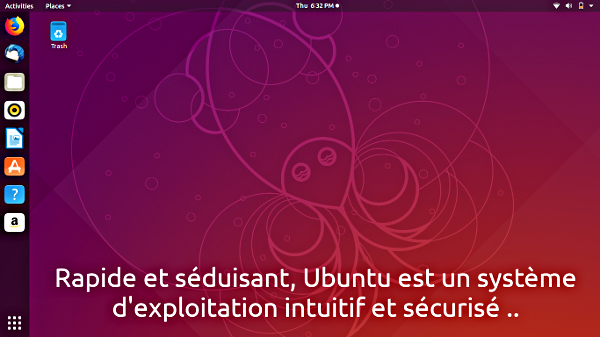 Activities Places Thu 6:32 PM
Trash
Rapide et séduisant, Ubuntu est un système
d'exploitation intuitif et sécurisé ..